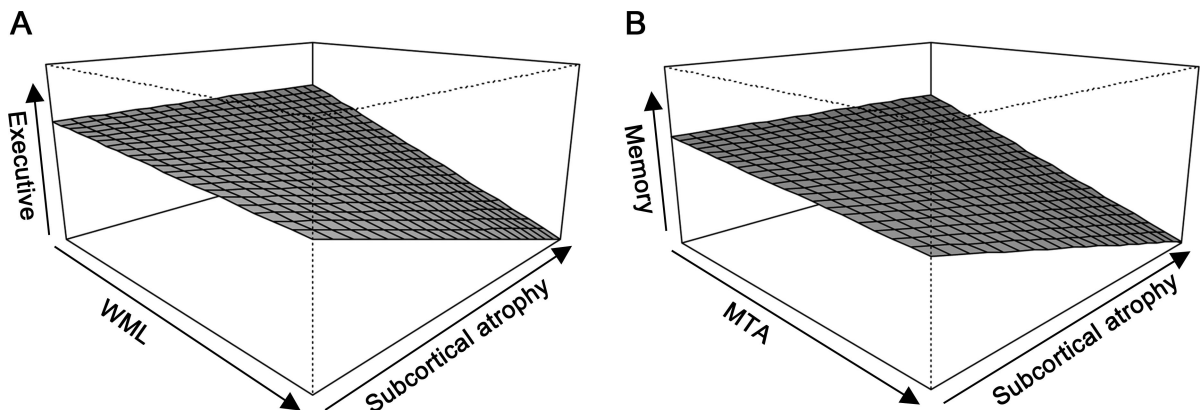 A
Executive
WML
Subcortical atrophy
B
Memory
MTA
Subcortical atrophy